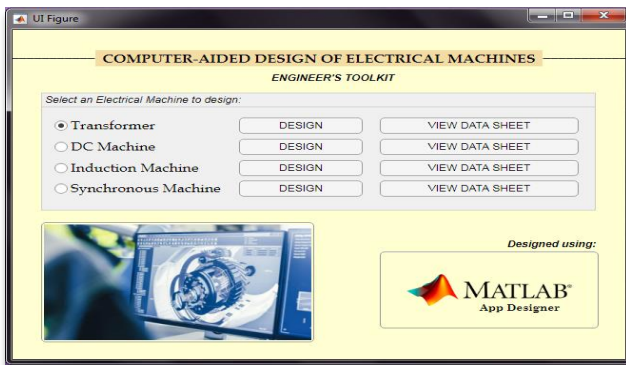 UI Figure
COMPUTER-AIDED DESIGN OF ELECTRICAL MACHINES
ENGINEER'S TOOLKIT
Select an Electrical Machine to design:
Transformer DESIGN VIEW DATA SHEET
DC Machine DESIGN VIEW DATA SHEET
Induction Machine DESIGN VIEW DATA SHEET
Synchronous Machine DESIGN VIEW DATA SHEET
Designed using:
MATLAB®
App Designer